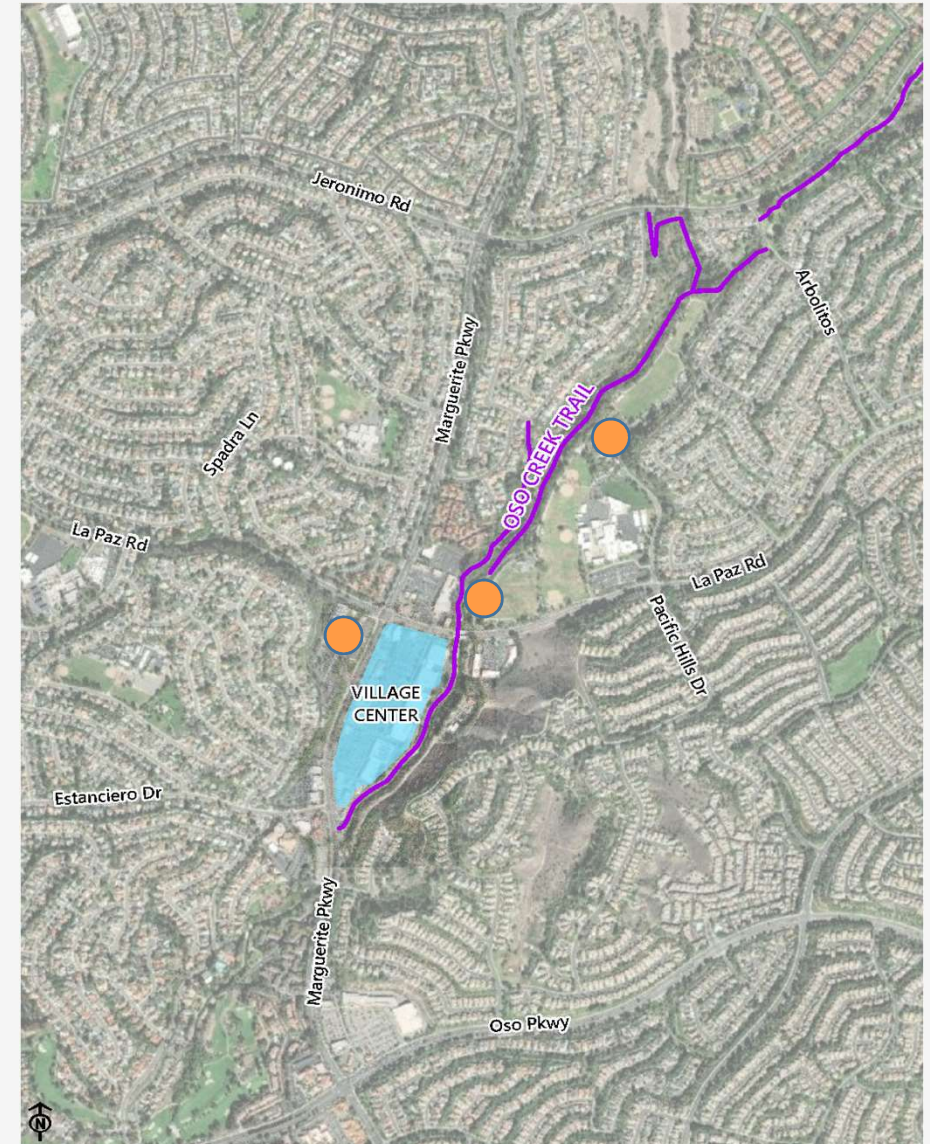 Jeronimo Rd
Arbolitos
Marguerite Pkwy
OSO CREEK TRAIL
Spadra Ln
La Paz Rd
La Paz Rd
Pacific Hills Dr
VILLAGE
CENTER
Estanciero Dr
Marguerite Pkwy
Oso Pkwy
N